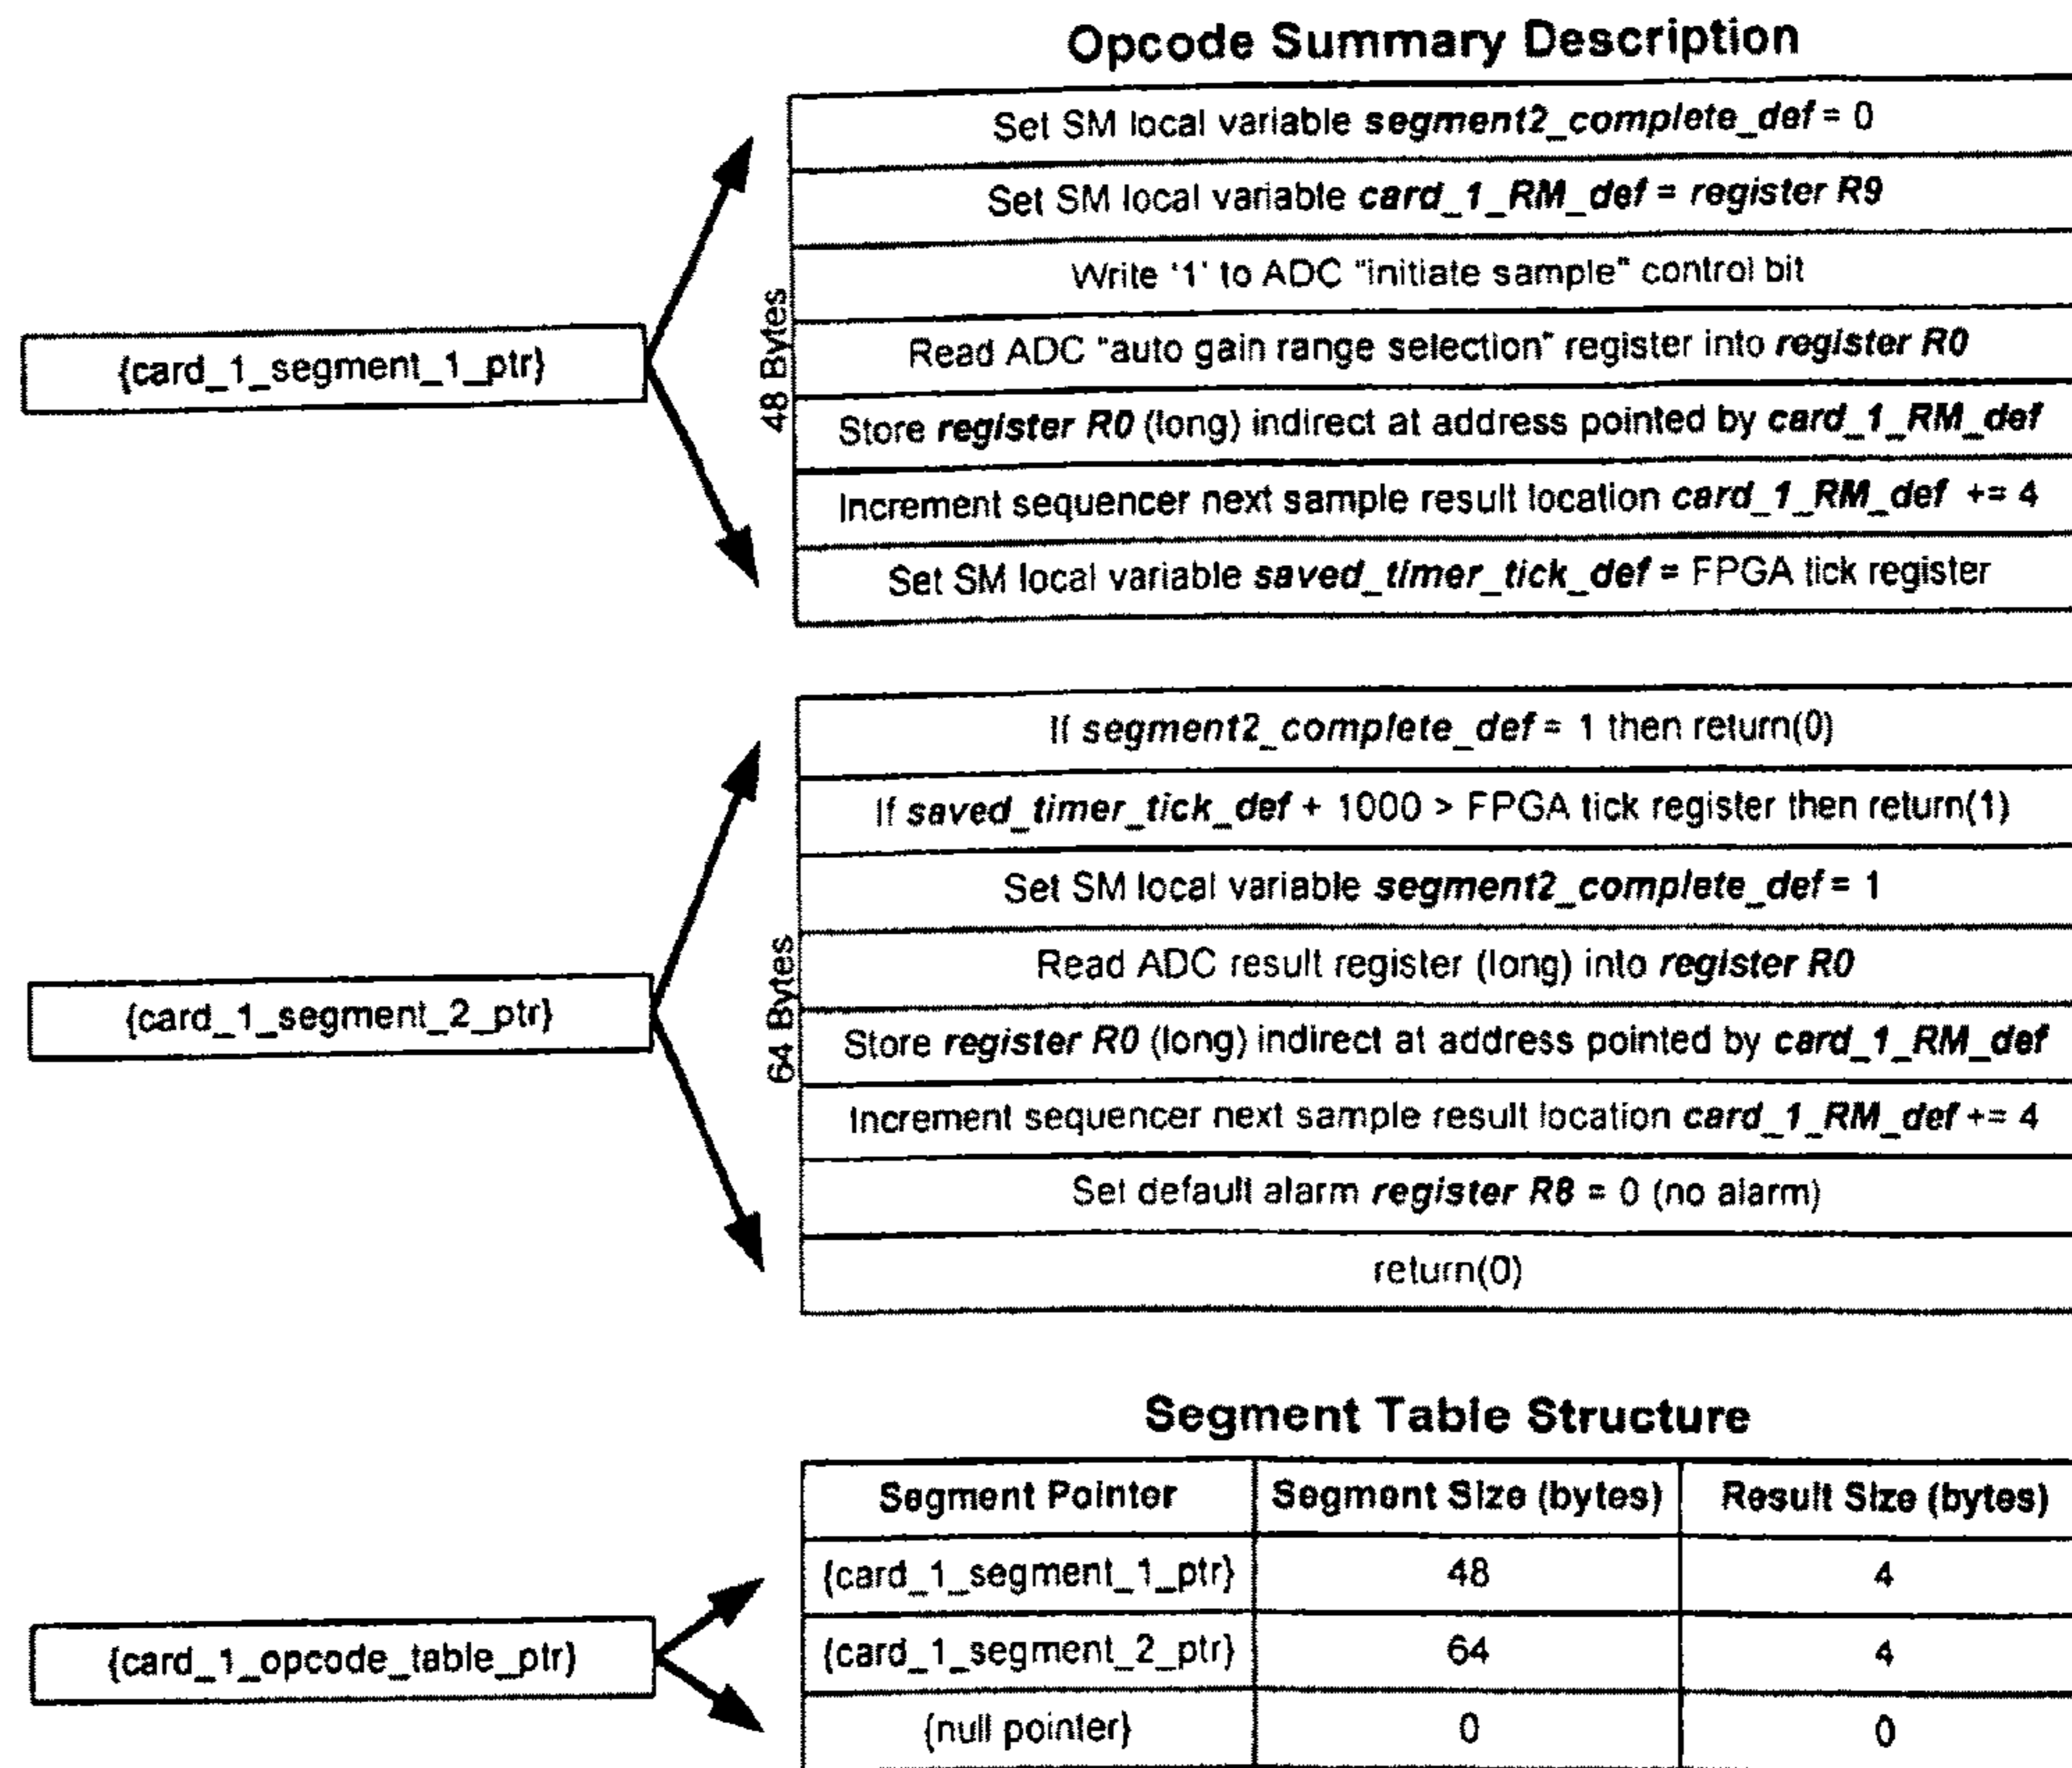 Opcode Summary Description
Set SM local variable segment2_complete_def = 0
Set SM local variable card_1_RM_def = register R9
Write '1' to ADC "initiate sample" control bit
Read ADC "auto gain range selection" register into register R0
Store register R0 (long) indirect at address pointed by card_1_RM_def
Increment sequencer next sample result location card_1_RM_def += 4
Set SM local variable saved_timer_tick_def = FPGA tick register
48 Bytes
{card_1_segment_1_ptr}
If segment2_complete_def = 1 then return(0)
If saved_timer_tick_def + 1000 > FPGA tick register then return(1)
Set SM local variable segment2_complete_def = 1
Read ADC result register (long) into register R0
Store register R0 (long) indirect at address pointed by card_1_RM_def
Increment sequencer next sample result location card_1_RM_def += 4
Set default alarm register R8 = 0 (no alarm)
return(0)
64 Bytes
{card_1_segment_2_ptr}
Segment Table Structure
Segment Pointer Segment Size (bytes) Result Size (bytes)
{card_1_segment_1_ptr} 48 4
{card_1_segment_2_ptr} 64 4
{null pointer} 0 0
{card_1_opcode_table_ptr}